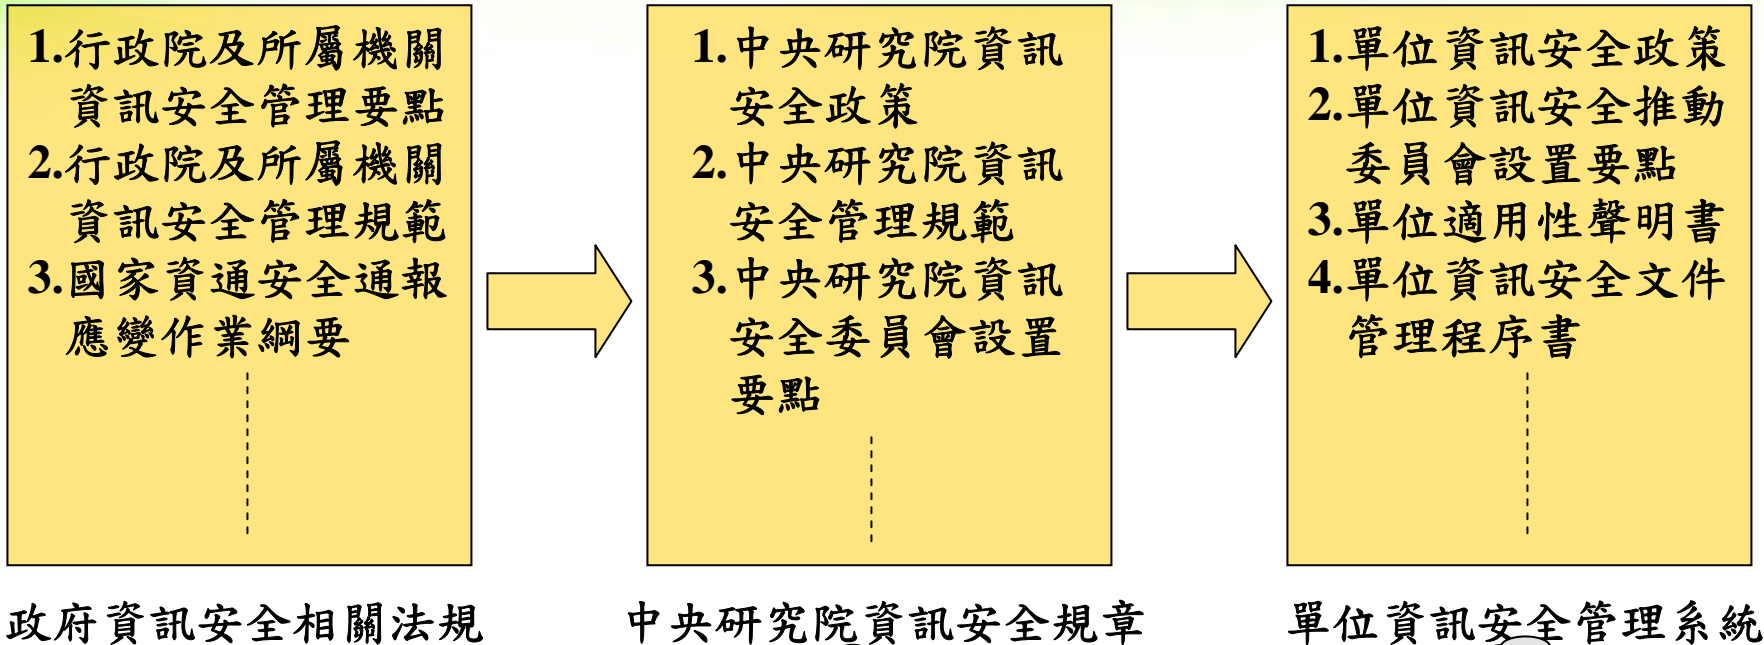 1.行政院及所屬機關
資訊安全管理要點
2.行政院及所屬機關
資訊安全管理規範
3.國家資通安全通報
應變作業綱要
政府資訊安全相關法規
1.中央研究院資訊
安全政策
2.中央研究院資訊
安全管理規範
3.中央研究院資訊
安全委員會設置
要點
中央研究院資訊安全規章
1.單位資訊安全政策
2.單位資訊安全推動
委員會設置要點
3.單位適用性聲明書
4.單位資訊安全文件
管理程序書
單位資訊安全管理系統